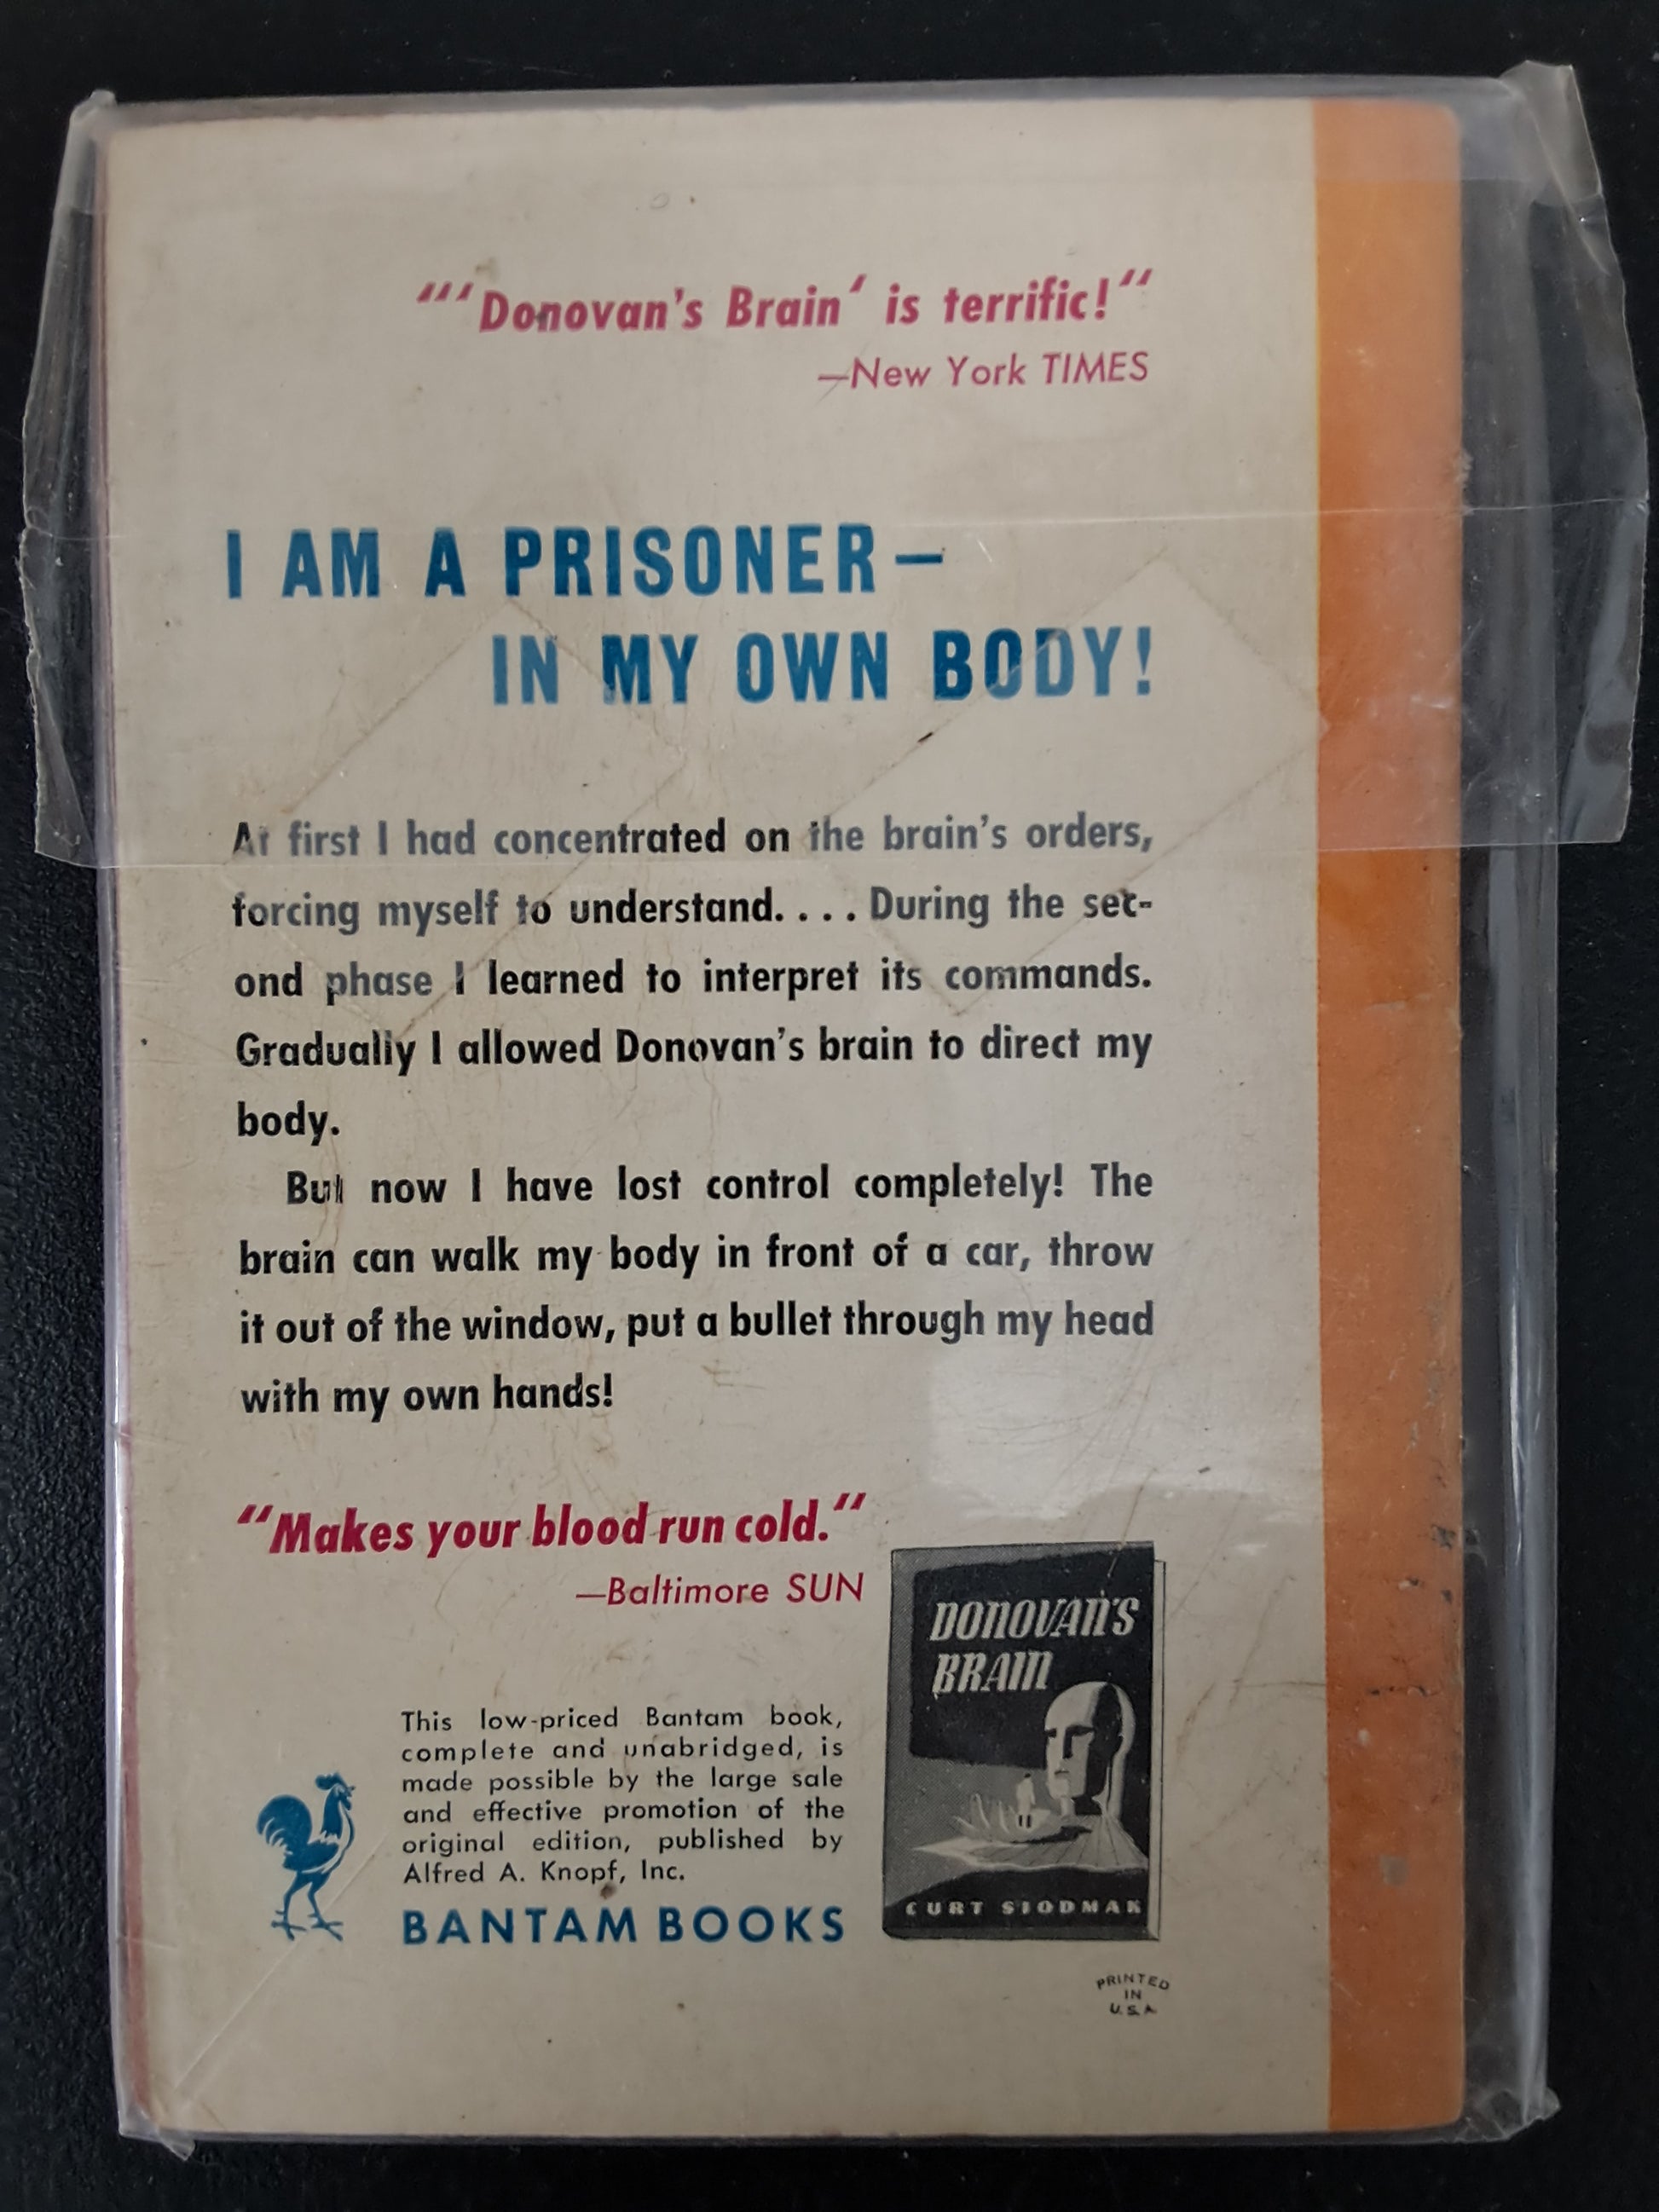 "'Donovan's Brain' is terrific!"
—New York TIMES
I AM A PRISONER—
IN MY OWN BODY!
At first I had concentrated on the brain's orders,
forcing myself to understand. . . . During the sec-
ond phase I learned to interpret its commands.
Gradually I allowed Donovan's brain to direct my
body.
But now I have lost control completely! The
brain can walk my body in front of a car, throw
it out of the window, put a bullet through my head
with my own hands!
"Makes your blood run cold."
—Baltimore SUN
DONOVAN'S
BRAIN
CURT SIODMAK
This low-priced Bantam book,
complete and unabridged, is
made possible by the large sale
and effective promotion of the
original edition, published by
Alfred A. Knopf, Inc.
BANTAM BOOKS
PRINTED
IN
U.S.A.